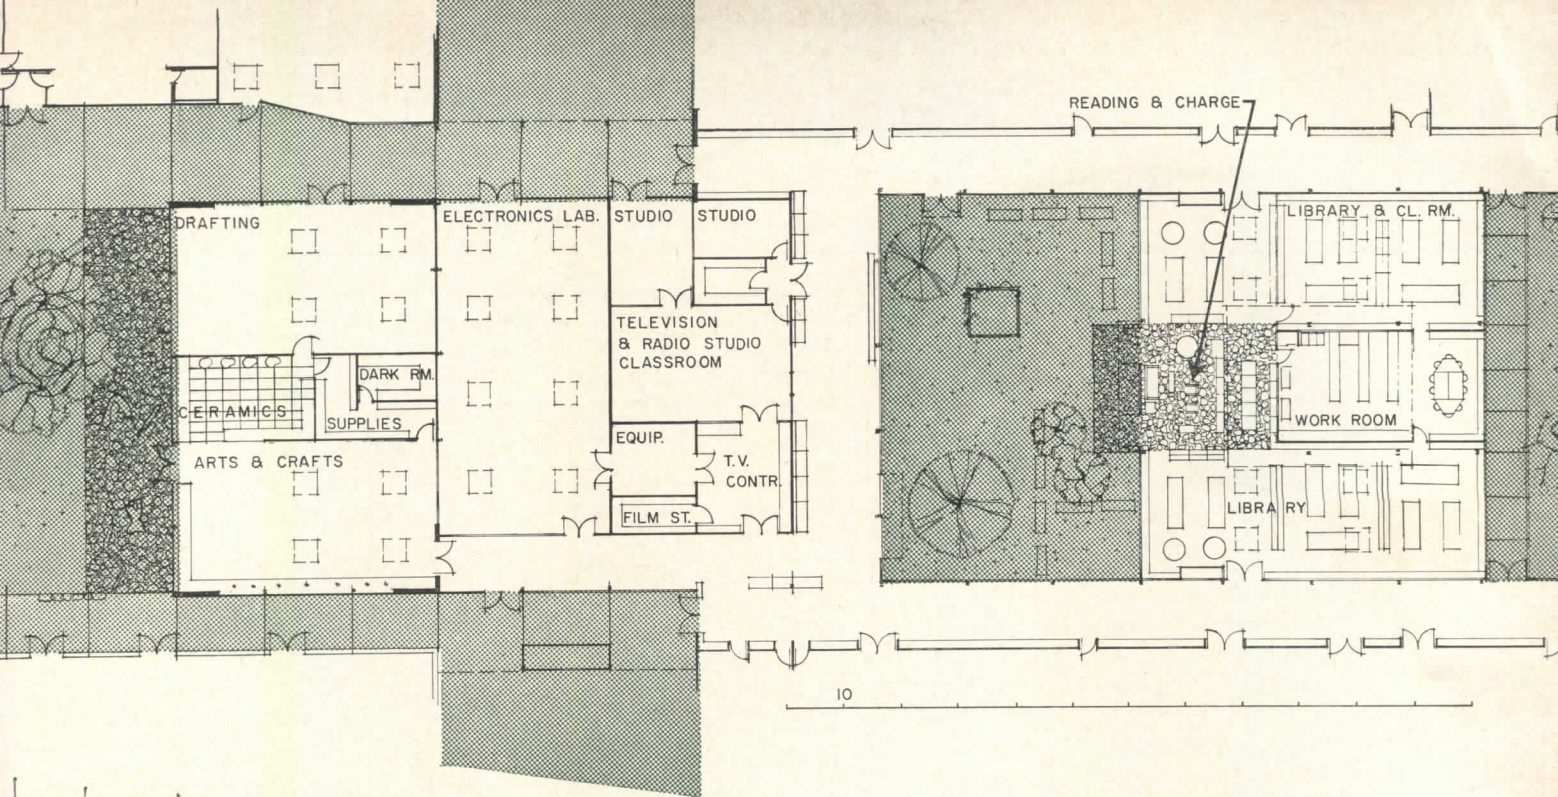 READING & CHARGE
DRAFTING
ELECTRONICS LAB.
STUDIO
STUDIO
LIBRARY & CL. RM.
TELEVISION
& RADIO STUDIO
CLASSROOM
DARK RM.
CERAMICS
SUPPLIES
WORK ROOM
EQUIP.
ARTS & CRAFTS
T.V.
CONTR.
FILM ST.
LIBRARY
10